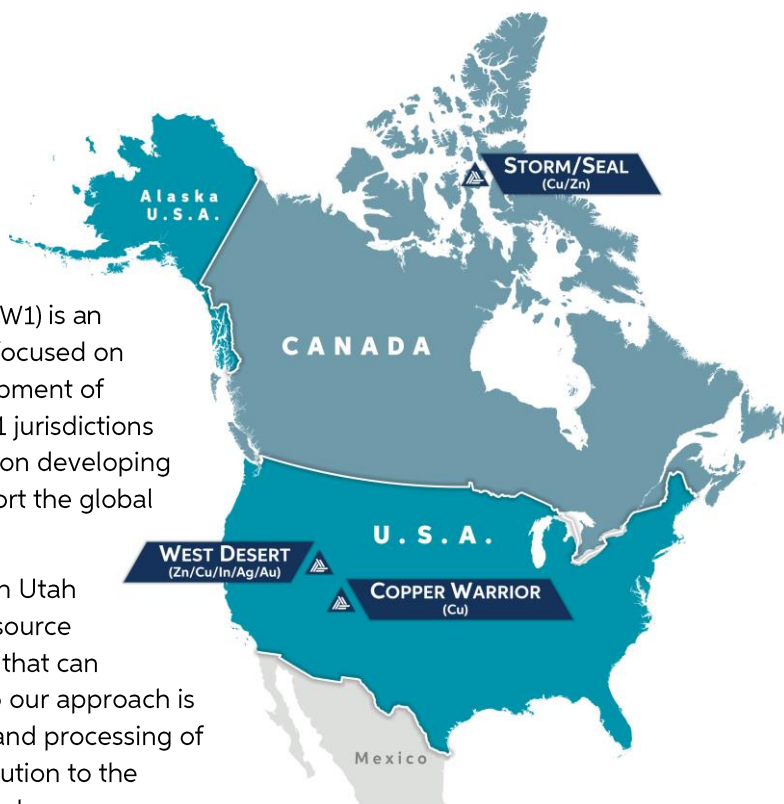 Alaska
U.S.A.
STORM/SEAL
(Cu/Zn)
CANADA
W1) is an
focused on
pment of
1 jurisdictions
on developing
ort the global
U.S.A.
WEST DESERT
(Zn/Cu/In/Ag/Au)
COPPER WARRIOR
(Cu)
n Utah
source
that can
our approach is
and processing of
ution to the
Mexico